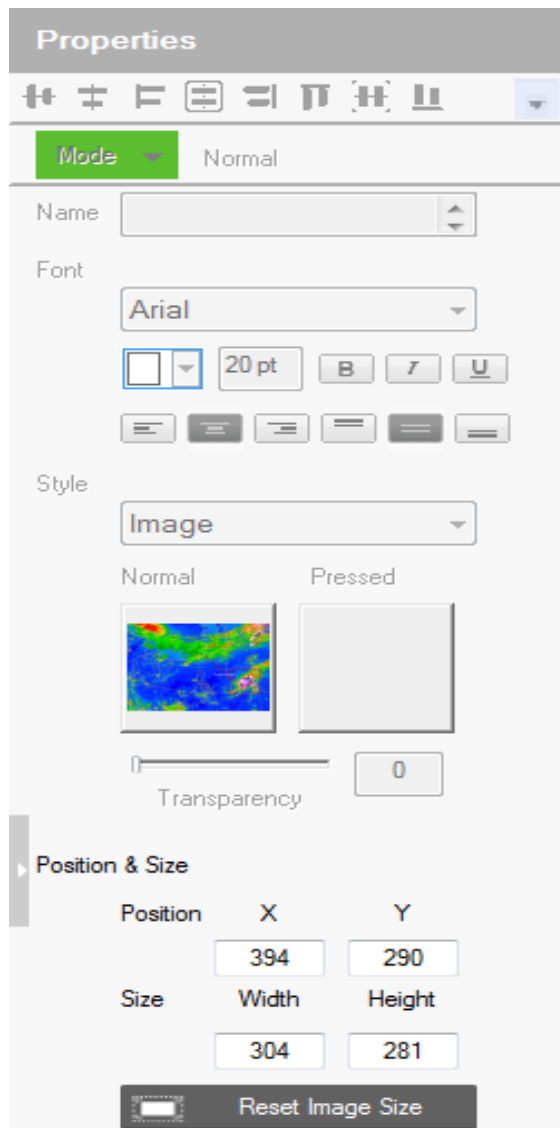 Properties
Mode Normal
Name
Font
Arial
20 pt B I U
Style
Image
Normal Pressed
0
Transparency
Position & Size
Position X Y
394 290
Size Width Height
304 281
Reset Image Size